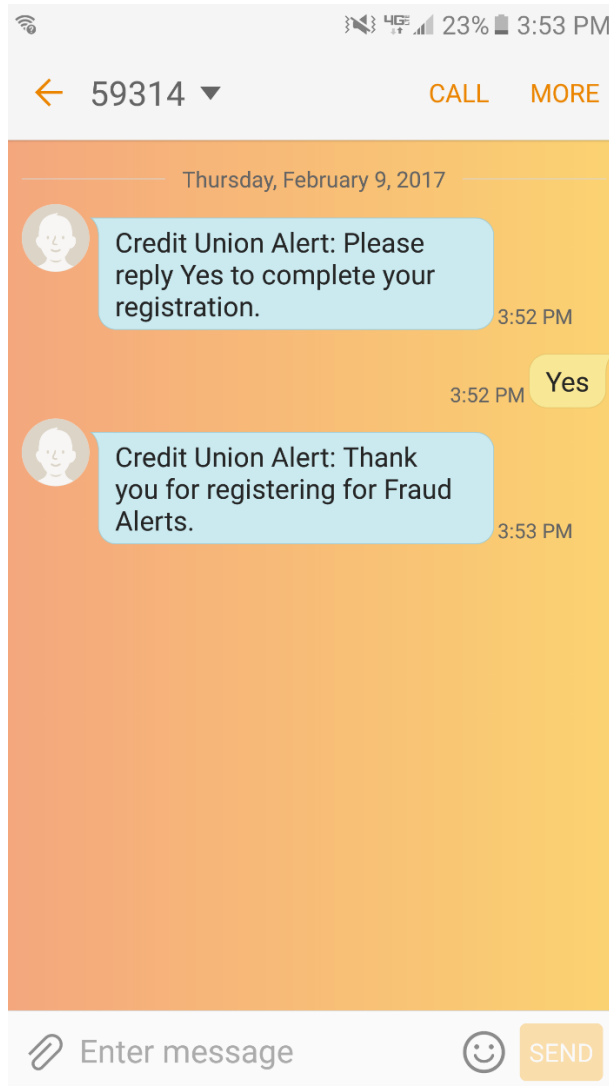 4GE 23% 3:53 PM
59314 CALL MORE
Thursday, February 9, 2017
Credit Union Alert: Please
reply Yes to complete your
registration.
3:52 PM
Yes
3:52 PM
Credit Union Alert: Thank
you for registering for Fraud
Alerts.
3:53 PM
Enter message SEND